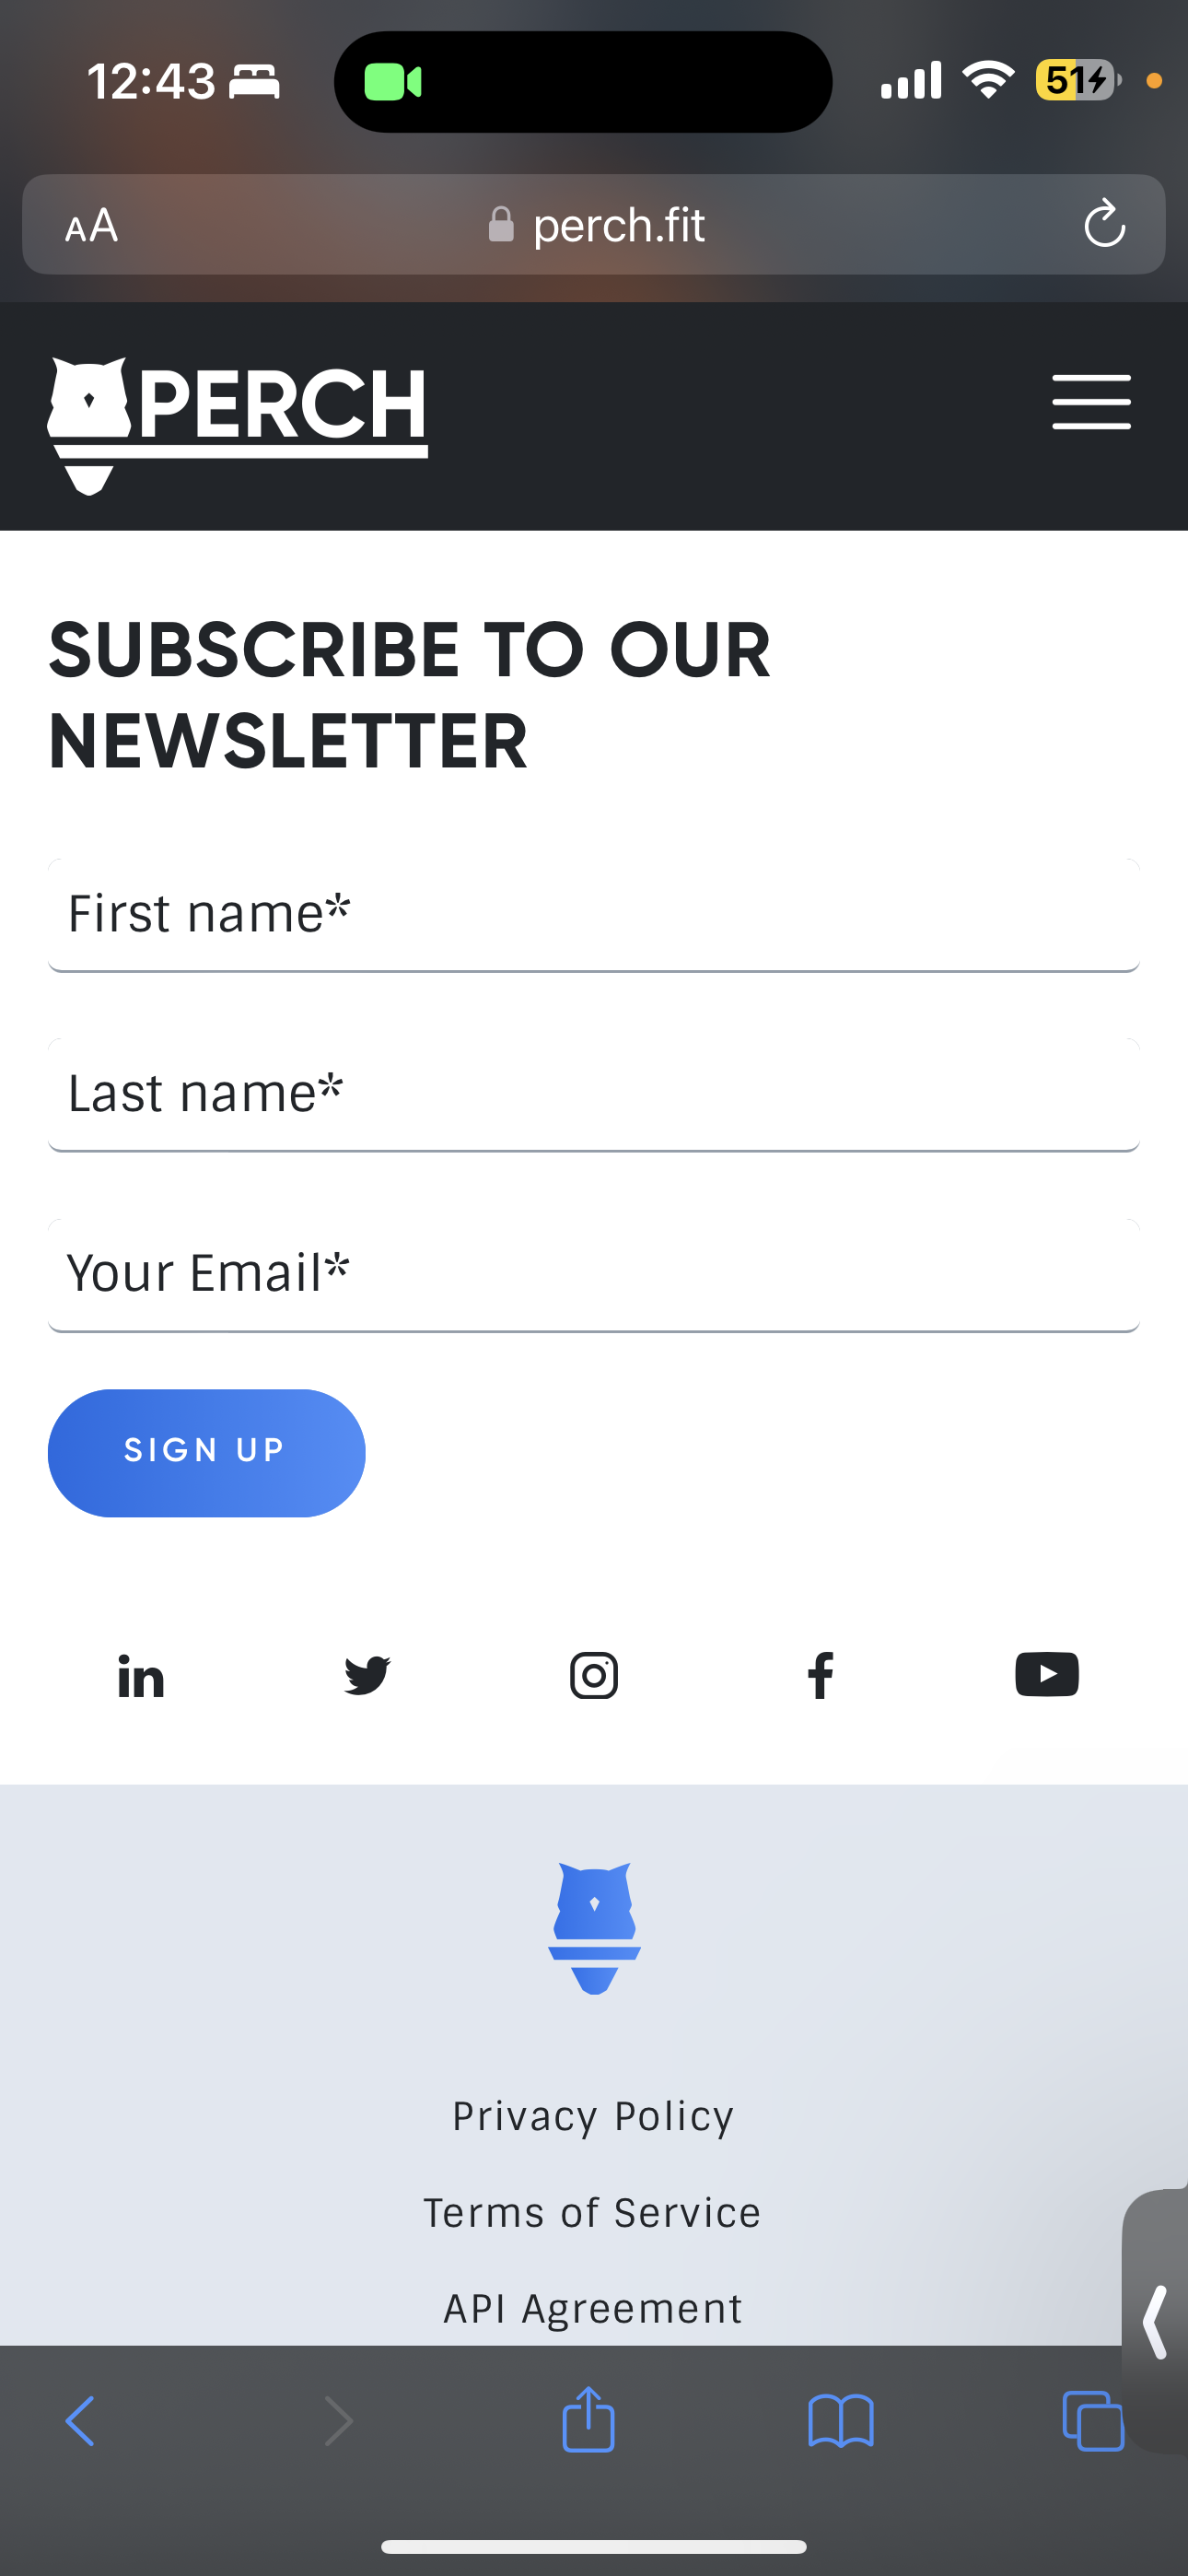 12:43
51
AA
perch.fit
PERCH
SUBSCRIBE TO OUR
NEWSLETTER
First name*
Last name*
Your Email*
SIGN UP
in
f
Privacy Policy
Terms of Service
API Agreement